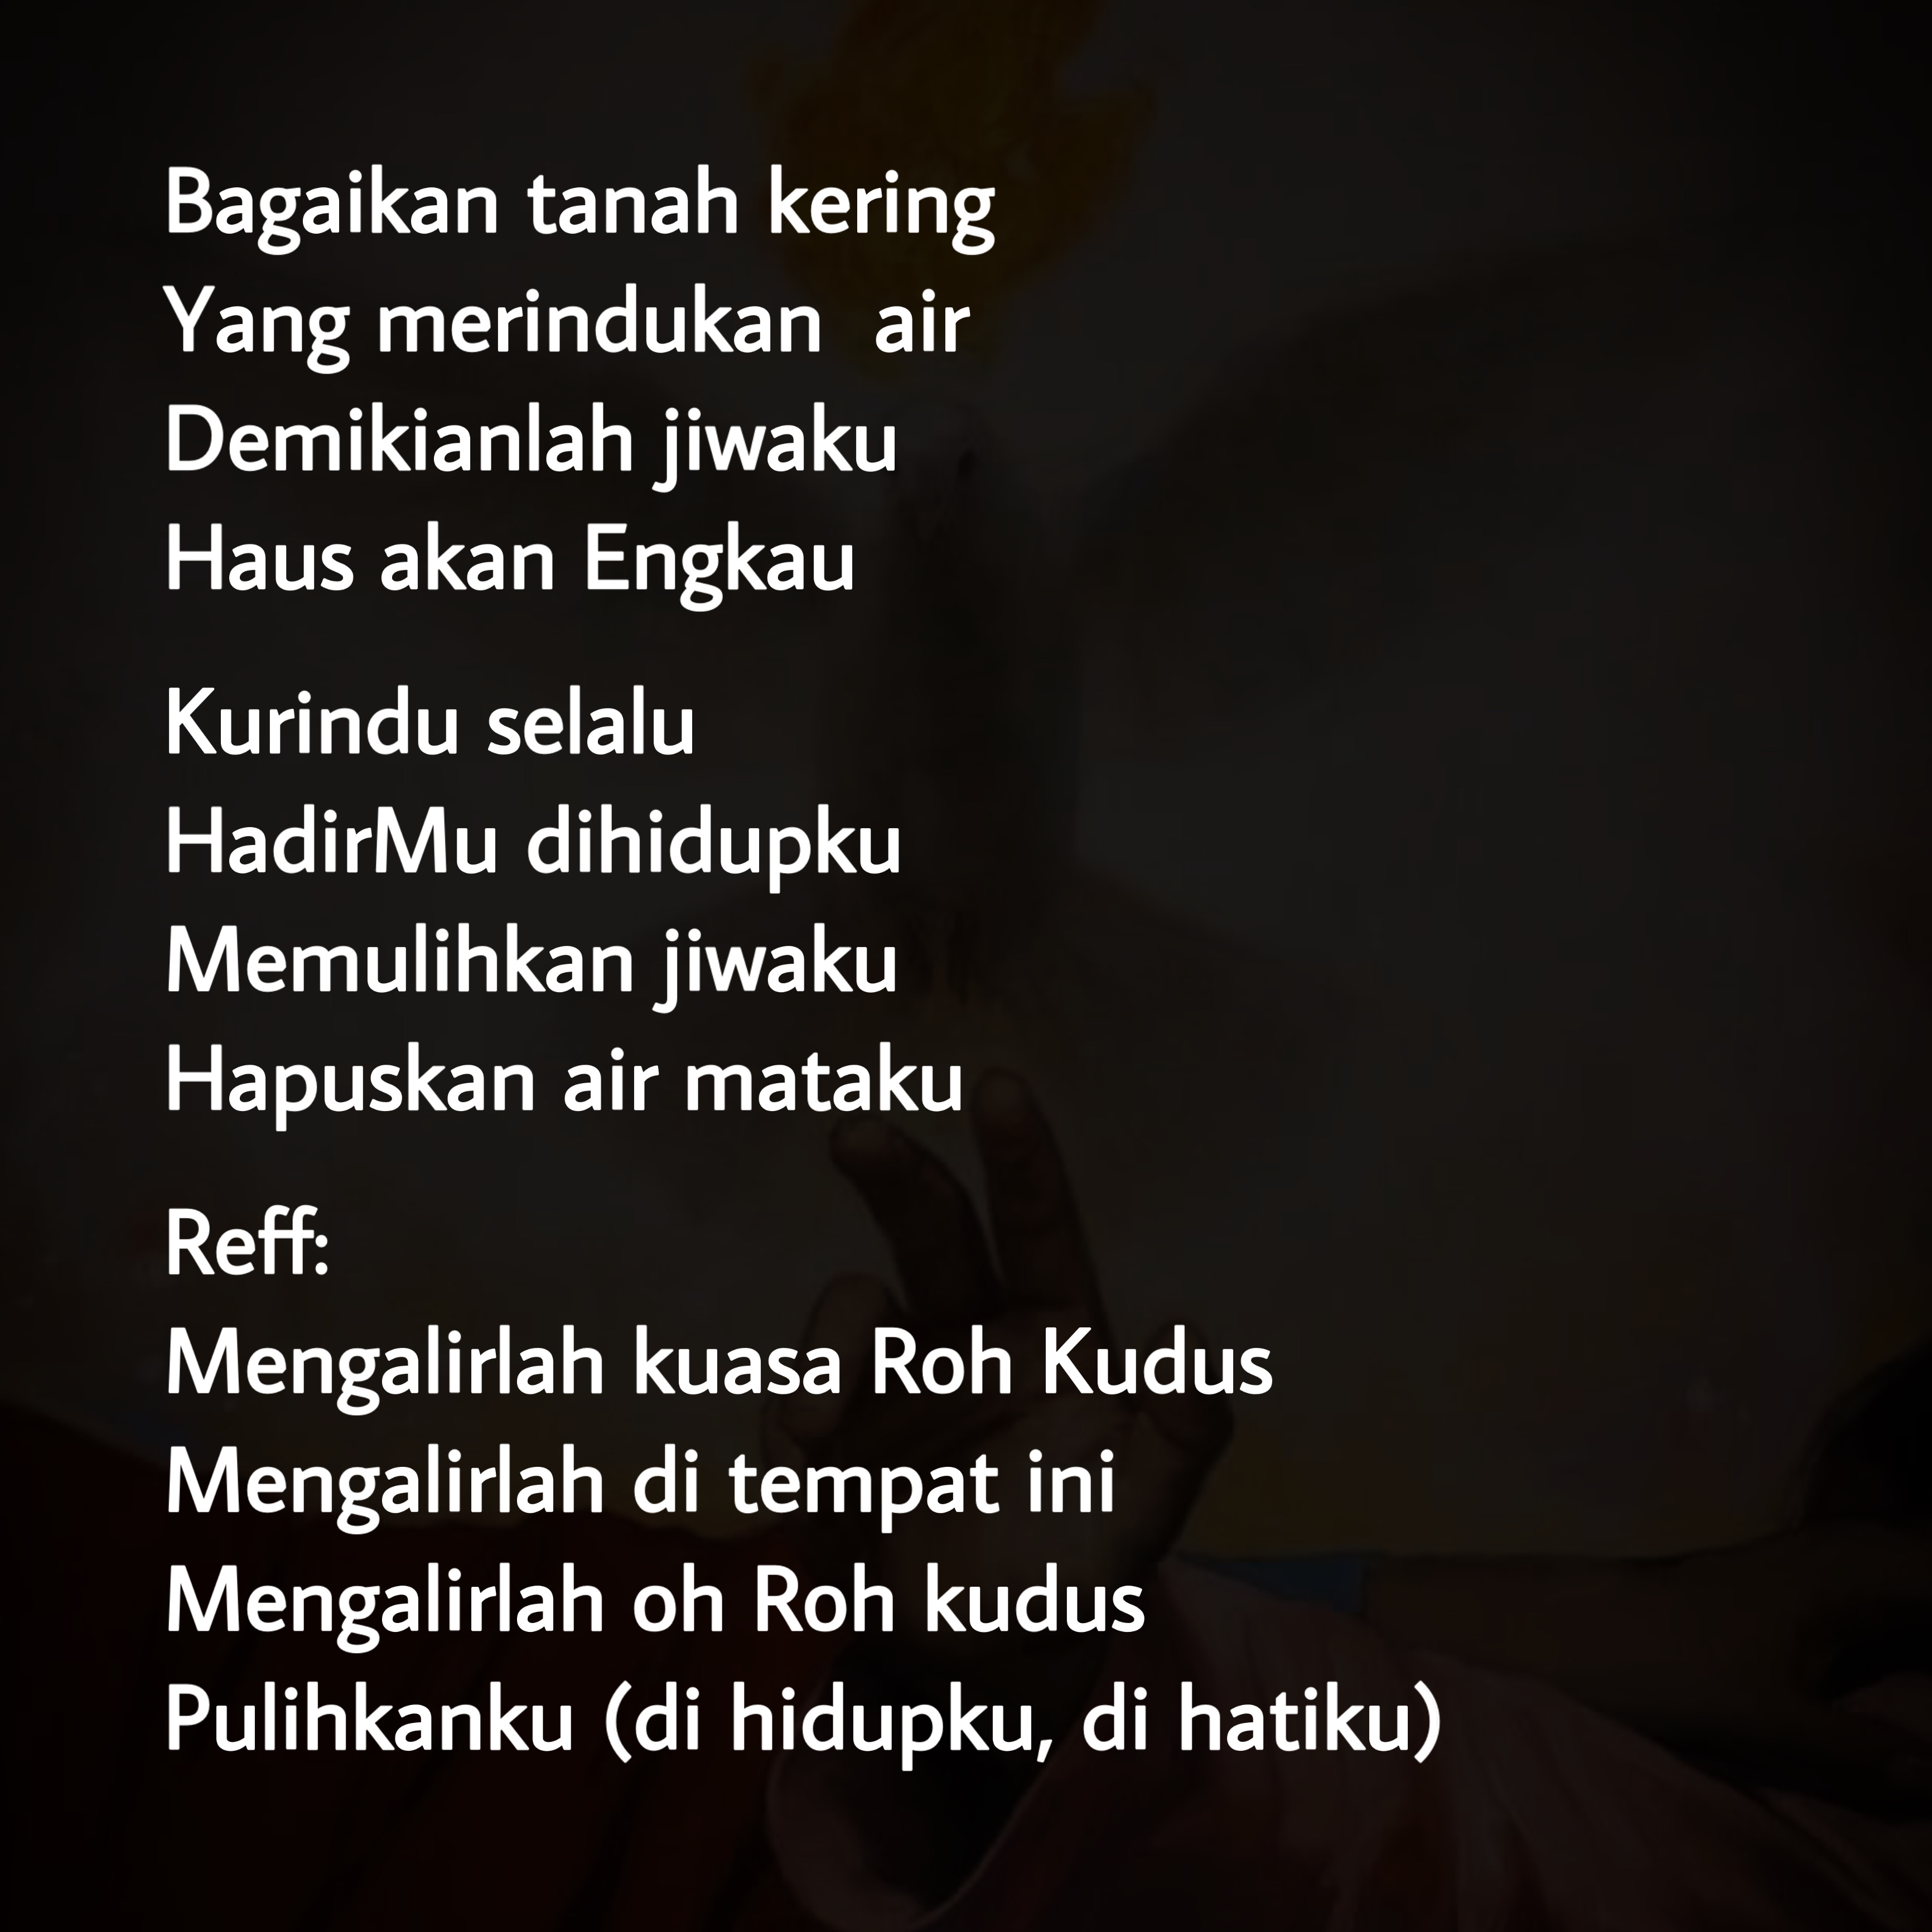 Bagaikan tanah kering
Yang merindukan  air
Demikianlah jiwaku
Haus akan Engkau
Kurindu selalu
HadirMu dihidupku
Memulihkan jiwaku
Hapuskan air mataku
Reff:
Mengalirlah kuasa Roh Kudus
Mengalirlah di tempat ini
Mengalirlah oh Roh kudus
Pulihkanku (di hidupku, di hatiku)